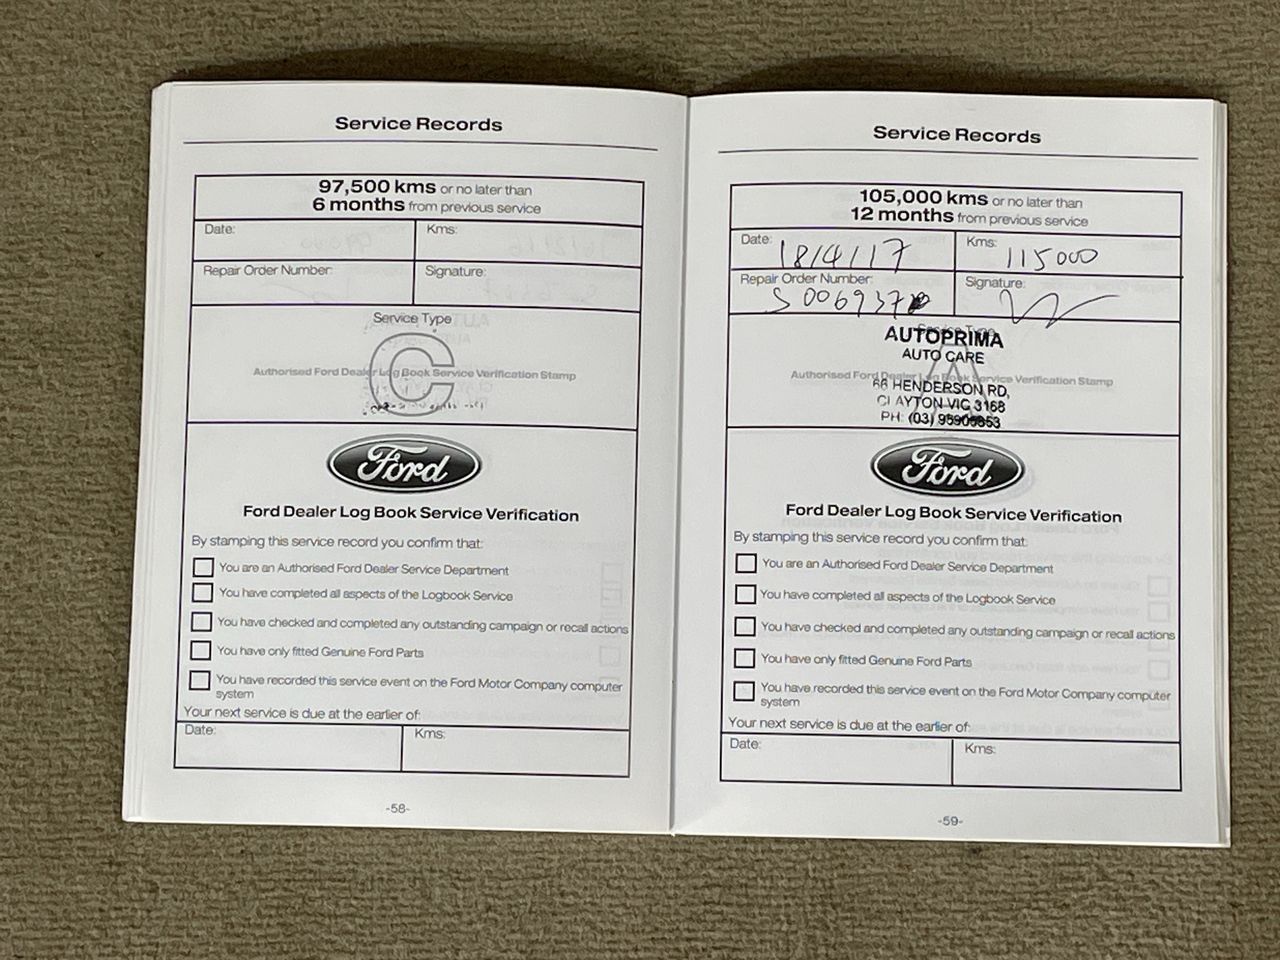 Service Records
97,500 kms or no later than
6 months from previous service
Date:
Kms:
Repair Order Number:
Signature:
Service Type
C
Authorised Ford Dealer Log Book Service Verification Stamp
Ford
Ford Dealer Log Book Service Verification
By stamping this service record you confirm that:
You are an Authorised Ford Dealer Service Department
You have completed all aspects of the Logbook Service
You have checked and completed any outstanding campaign or recall actions
You have only fitted Genuine Ford Parts
You have recorded this service event on the Ford Motor Company computer
system
Your next service is due at the earlier of:
Date:
Kms:
-58-
Service Records
105,000 kms or no later than
12 months from previous service
Date: 18/4/17
Kms: 115000
Repair Order Number:
Signature:
Service Type
A
AUTOPRIMA
AUTO CARE
Authorised Ford Dealer Log Book Service Verification Stamp
66 HENDERSON RD,
CLAYTON VIC 3168
PH: (03)
Ford
Ford Dealer Log Book Service Verification
By stamping this service record you confirm that:
You are an Authorised Ford Dealer Service Department
You have completed all aspects of the Logbook Service
You have checked and completed any outstanding campaign or recall actions
You have only fitted Genuine Ford Parts
You have recorded this service event on the Ford Motor Company computer
system
Your next service is due at the earlier of:
Date:
Kms:
-59-